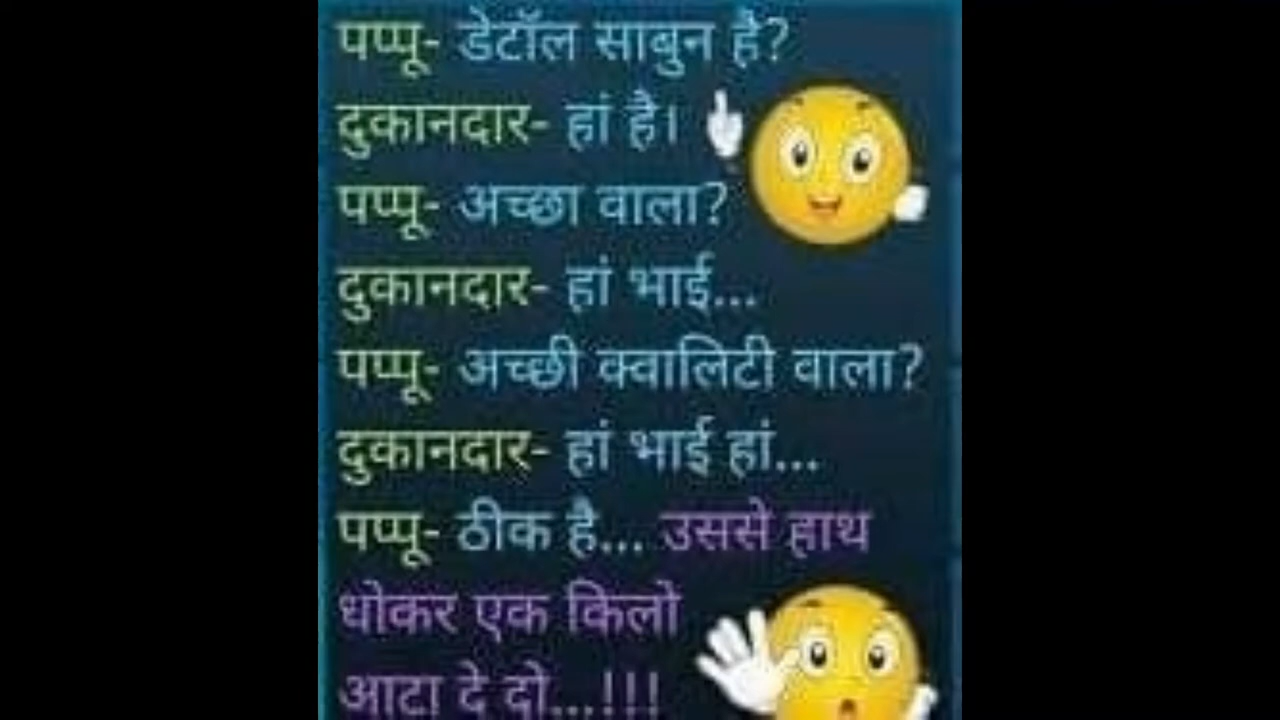 पप्पू- डेटॉल साबुन है?
दुकानदार- हां है।
पप्पू- अच्छा वाला?
दुकानदार- हां भाई...
पप्पू- अच्छी क्वालिटी वाला?
दुकानदार- हां भाई हां...
पप्पू- ठीक है... उससे हाथ
धोकर एक किलो
आटा दे दो...!!!